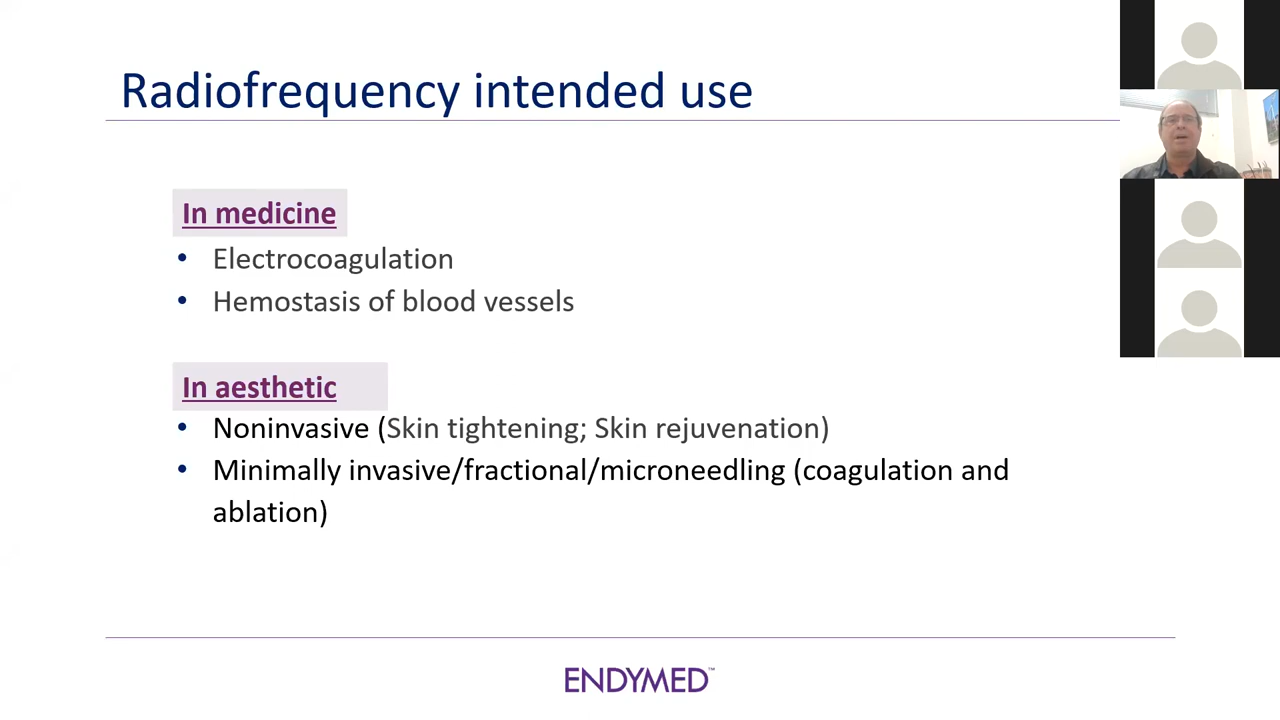 Radiofrequency intended use
In medicine
• Electrocoagulation
• Hemostasis of blood vessels
In aesthetic
• Noninvasive (Skin tightening; Skin rejuvenation)
• Minimally invasive/fractional/microneedling (coagulation and
ablation)
ENDYMED™